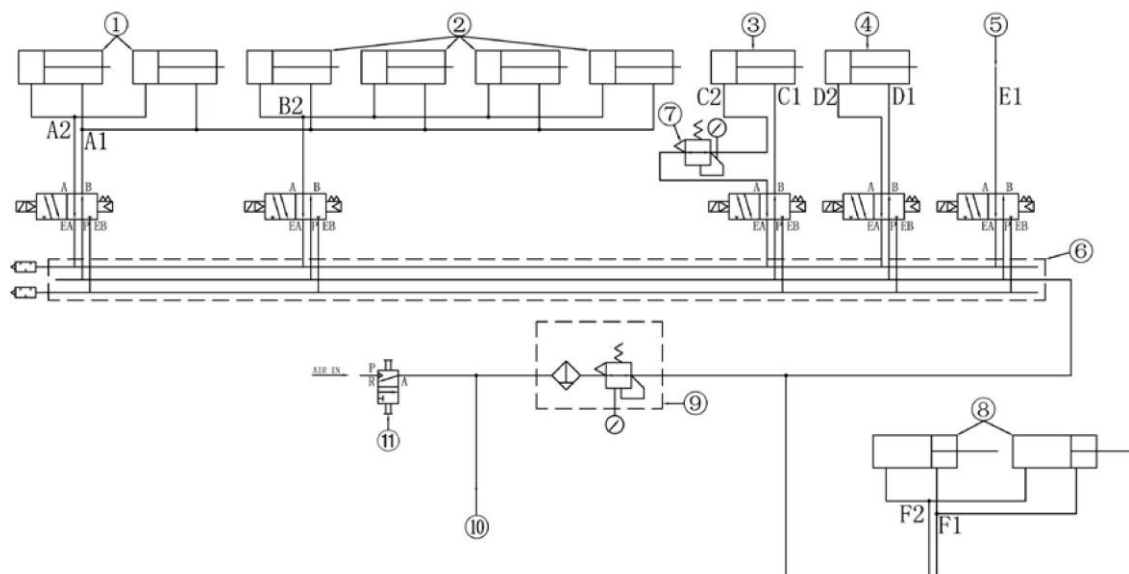 ① ② ③ ④ ⑤
B2 C2 C1 D2 D1 E1
A2 A1 ⑦
A B A B A B A B A B
EA P EB EA P EB EA P EB EA P EB EA P EB
⑥
AIR IN P R A
⑨
⑪ ⑧
⑩ F2 F1